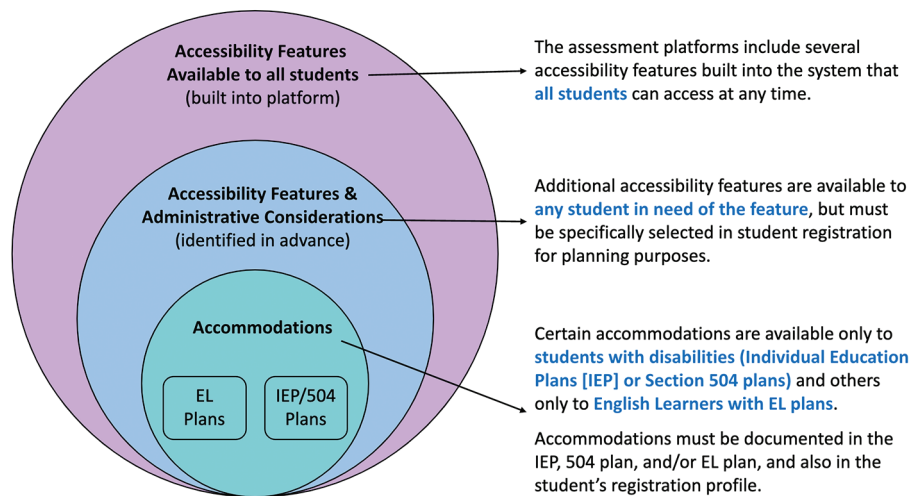 Accessibility Features
Available to all students
(built into platform)
The assessment platforms include several
accessibility features built into the system that
all students can access at any time.
Accessibility Features &
Administrative Considerations
(identified in advance)
Additional accessibility features are available to
any student in need of the feature, but must
be specifically selected in student registration
for planning purposes.
Accommodations
EL
Plans
IEP/504
Plans
Certain accommodations are available only to
students with disabilities (Individual Education
Plans [IEP] or Section 504 plans) and others
only to English Learners with EL plans.
Accommodations must be documented in the
IEP, 504 plan, and/or EL plan, and also in the
student’s registration profile.